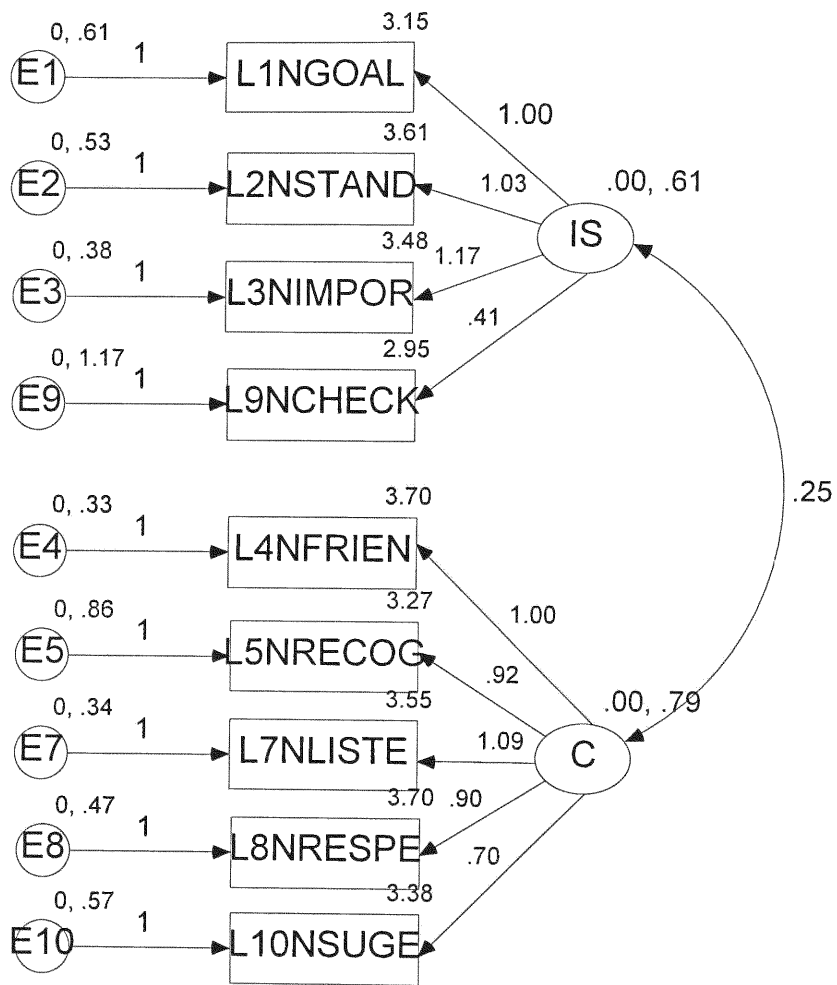 3.15
0, .61
E1
1
L1NGOAL
1.00
3.61
0, .53
E2
1
L2NSTAND
1.03
.00, .61
IS
3.48
0, .38
E3
1
L3NIMPOR
1.17
.41
2.95
0, 1.17
E9
1
L9NCHECK
.25
3.70
0, .33
E4
1
L4NFRIEN
1.00
3.27
0, .86
E5
1
L5NRECOG
.92
.00, .79
C
3.55
0, .34
E7
1
L7NLISTE
1.09
3.70
.90
0, .47
E8
1
L8NRESPE
.70
3.38
0, .57
E10
1
L10NSUGE